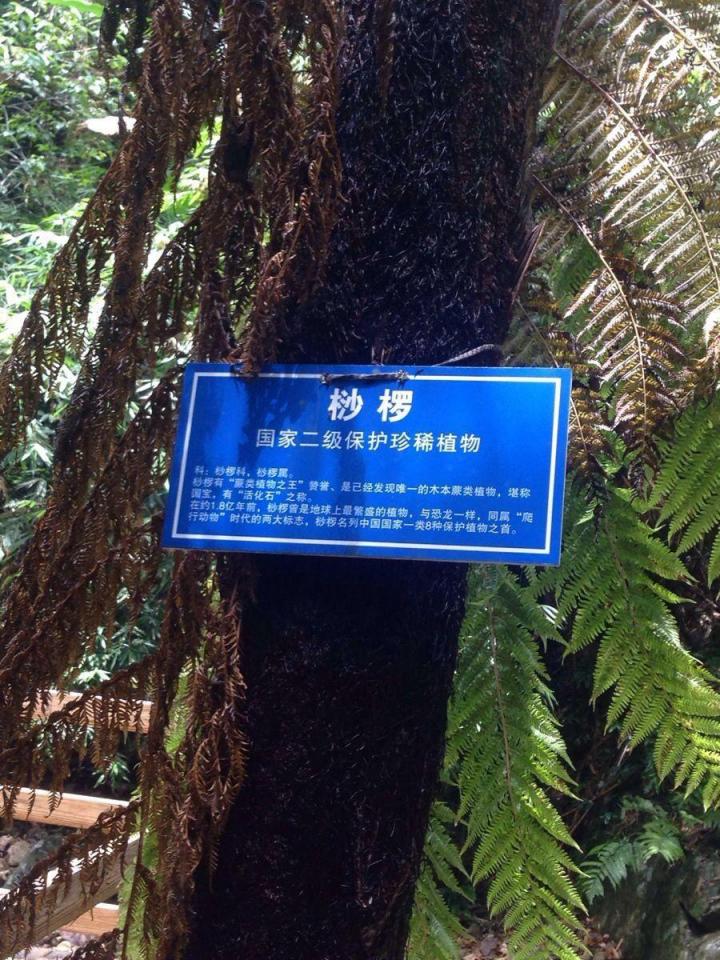 桫椤
国家二级保护珍稀植物
科：桫椤科，桫椤属。
桫椤有“蕨类植物之王”赞誉、是已经发现唯一的木本蕨类植物，堪称
国宝，有“活化石”之称。
在约1.8亿年前，桫椤曾是地球上最繁盛的植物，与恐龙一样，同属“爬
行动物”时代的两大标志，桫椤名列中国国家一类8种保护植物之首。